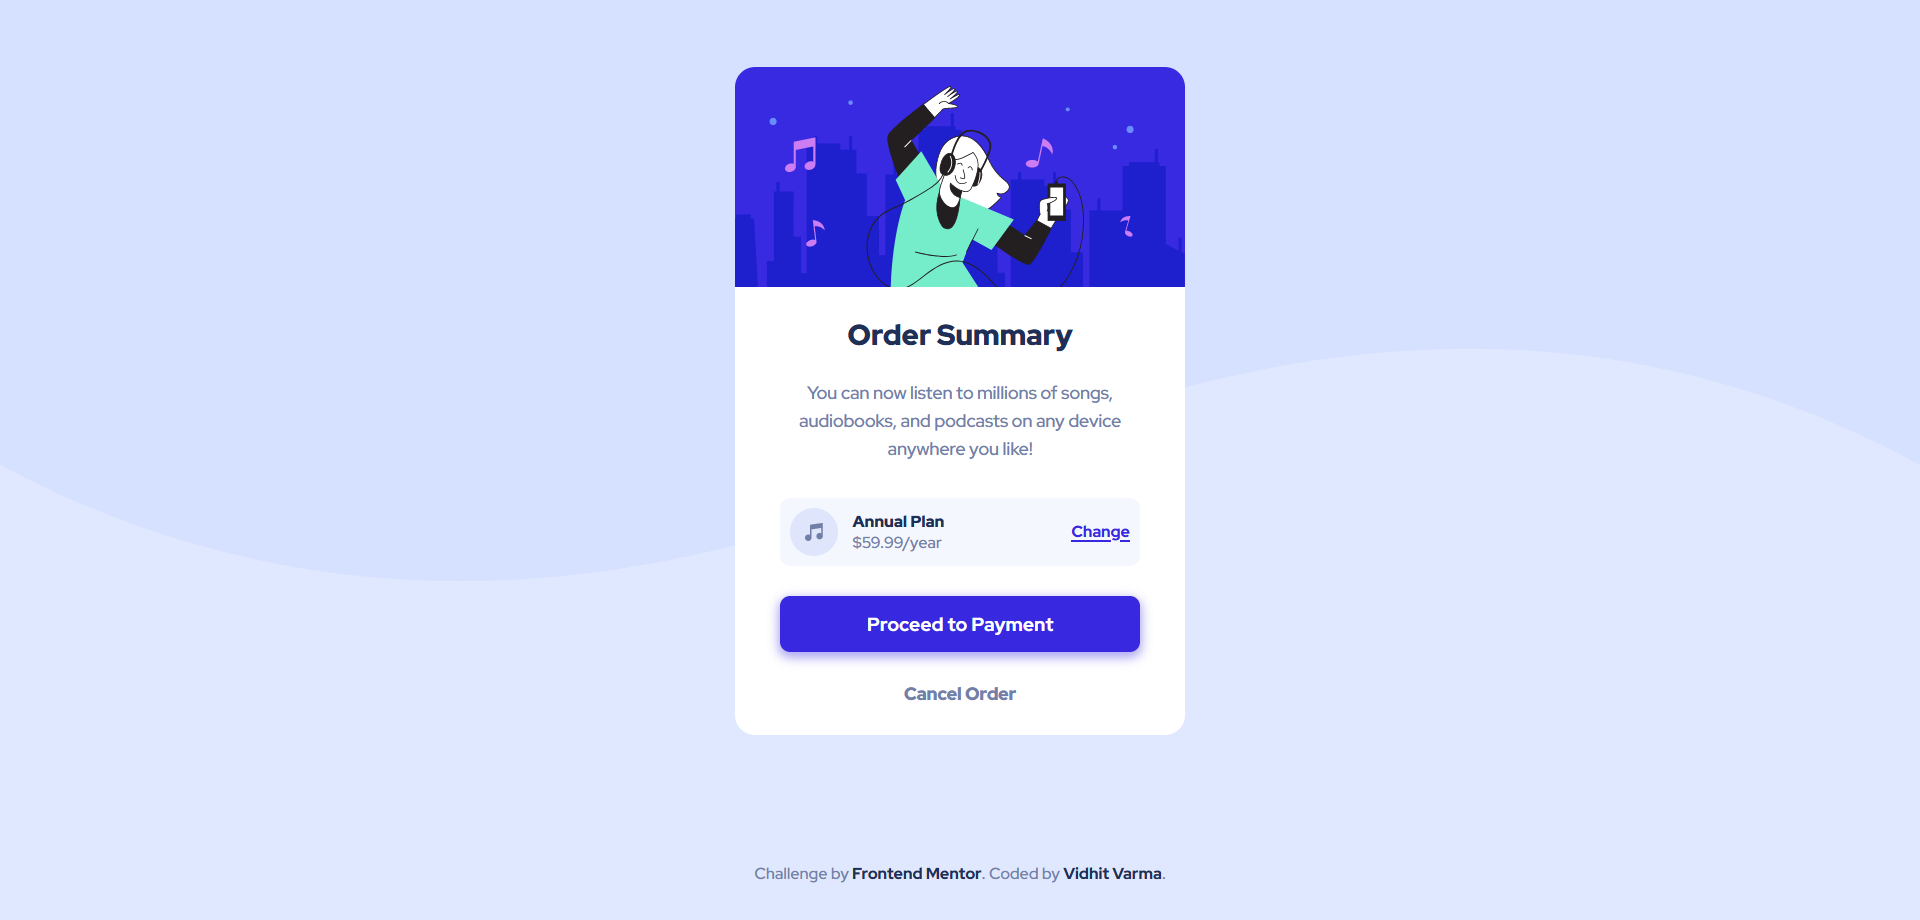 Order Summary
You can now listen to millions of songs,
audiobooks, and podcasts on any device
anywhere you like!
Annual Plan
$59.99/year
Change
Proceed to Payment
Cancel Order
Challenge by Frontend Mentor. Coded by Vidhit Varma.